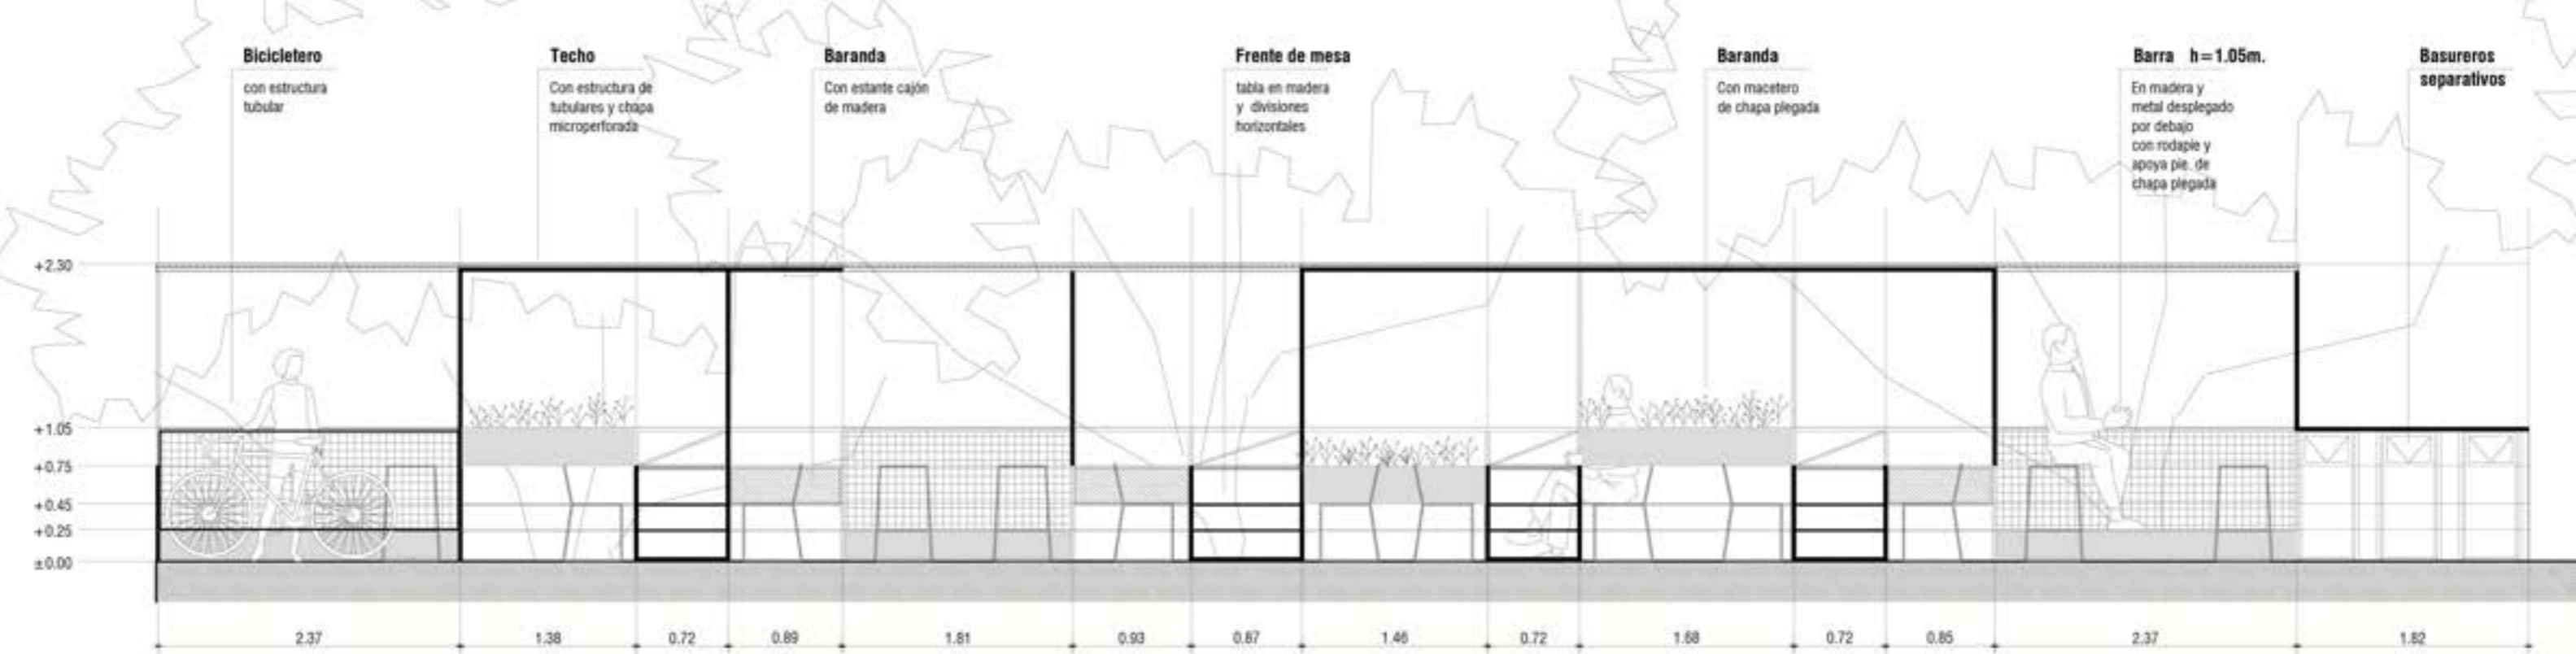 Bicicletero
con estructura
tubular
Techo
Con estructura de
tubulares y chapa
microperforada
Baranda
Con estante cajón
de madera
Frente de mesa
tabla en madera
y divisiones
horizontales
Baranda
Con macetero
de chapa plegada
Barra h=1.05m.
En madera y
metal desplegado
por debajo
con rodapie y
apoya pie. de
chapa plegada
Basureros
separativos
+2.30
+1.05
+0.75
+0.45
+0.25
±0.00
2.37 1.38 0.72 0.89 1.81 0.93 0.87 1.46 0.72 1.68 0.72 0.85 2.37 1.82